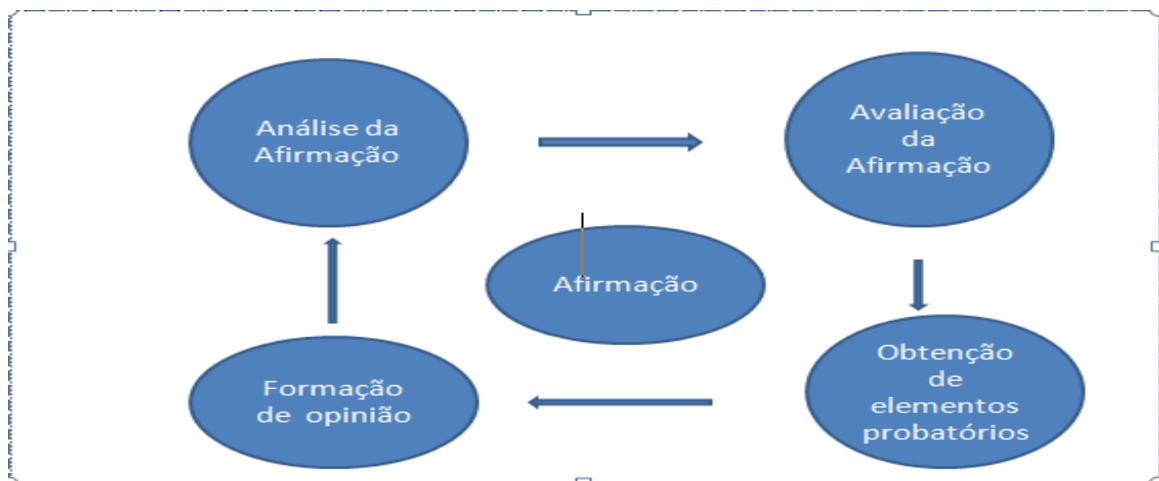 Análise da
Afirmação
Avaliação
da
Afirmação
Afirmação
Formação
de opinião
Obtenção
de
elementos
probatórios